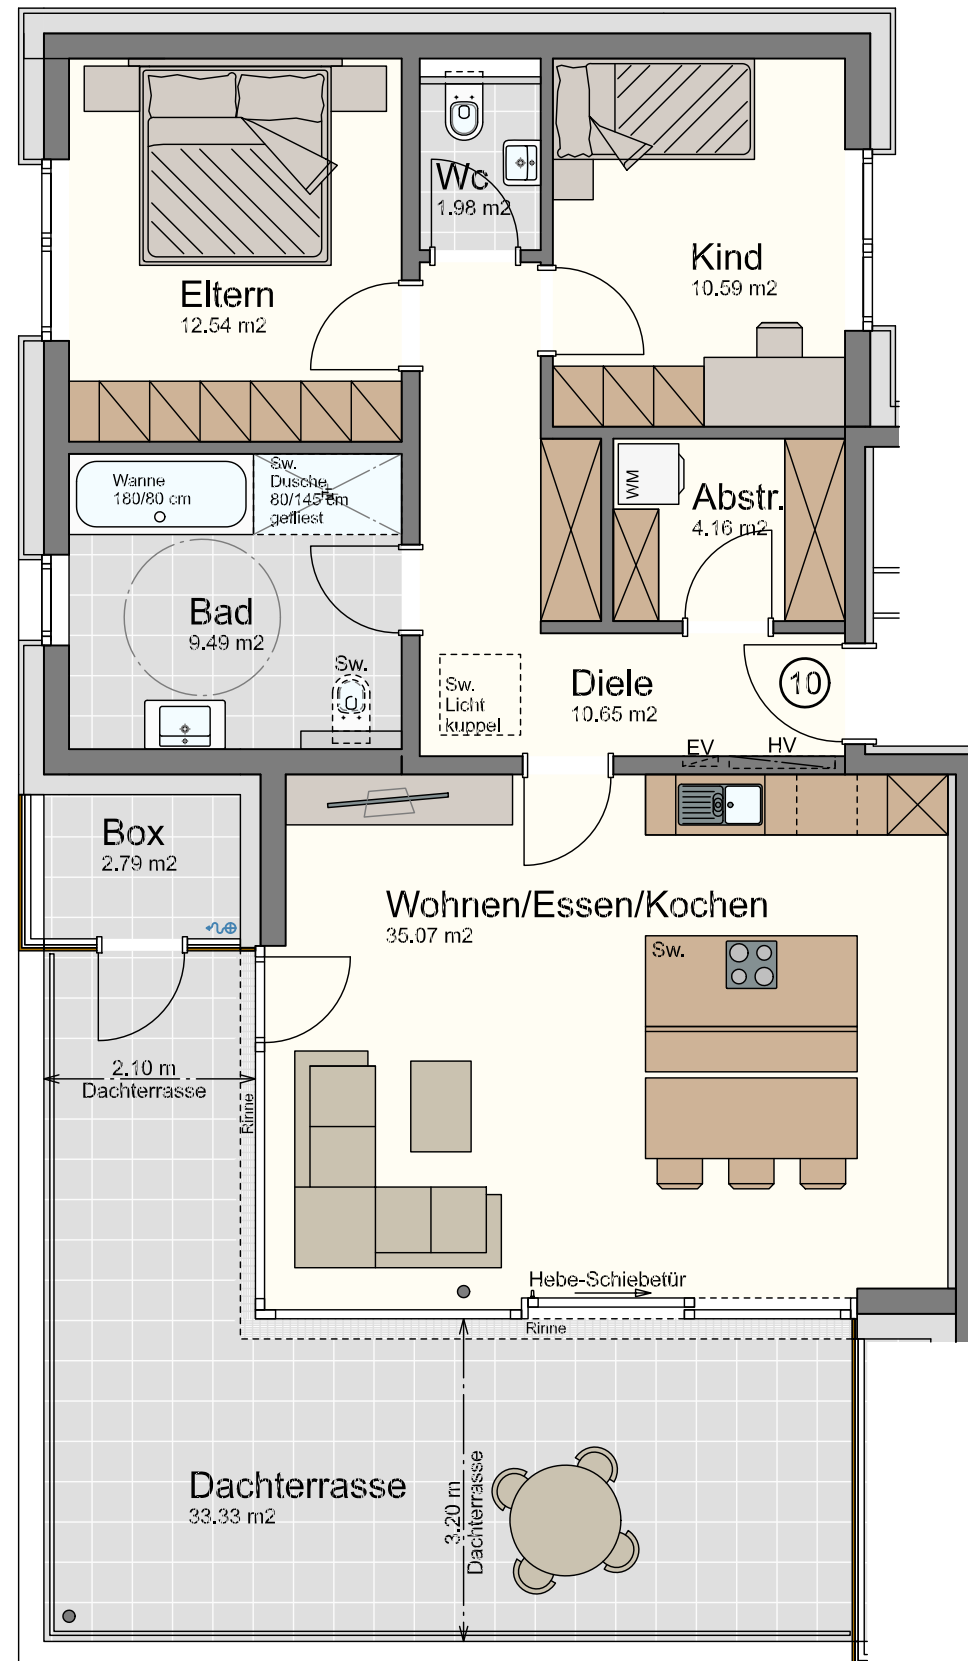 Wc
1.98 m2
Kind
10.59 m2
Eltern
12.54 m2
Wanne
180/80 cm
Sw.
Dusche
80/145 cm
gefliest
WM
Abstr.
4.16 m2
Bad
9.49 m2
Sw.
Sw.
Licht
kuppel
Diele
10.65 m2
10
EV
HV
Box
2.79 m2
Wohnen/Essen/Kochen
35.07 m2
Sw.
2.10 m
Dachterrasse
Rinne
Hebe-Schiebetür
Rinne
Dachterrasse
33.33 m2
3.20 m
Dachterrasse